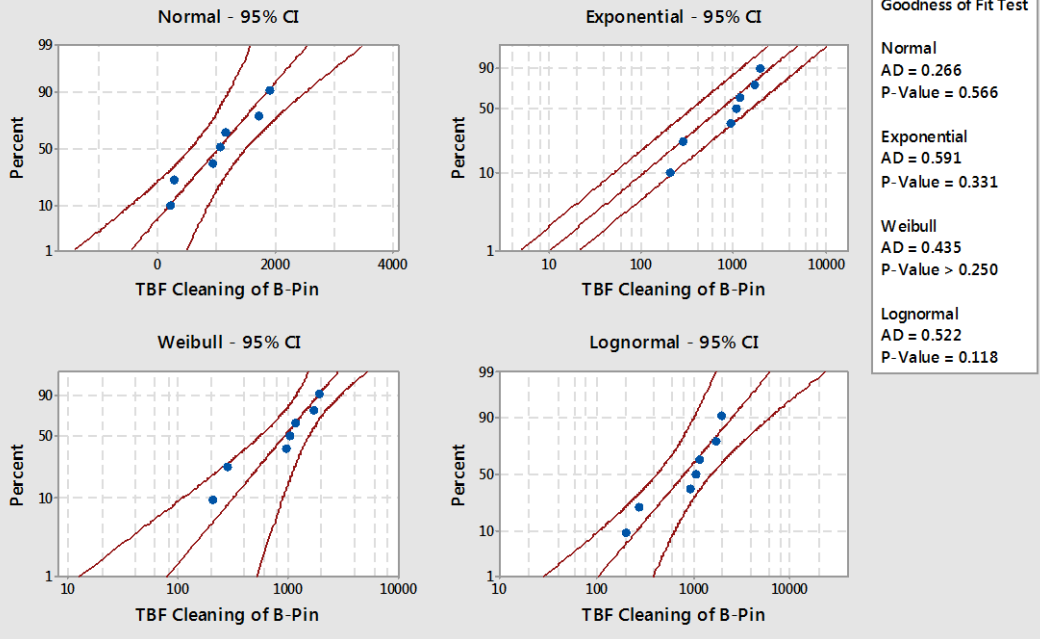 Normal - 95% CI
99
90
50
10
1
Percent
0
2000
4000
TBF Cleaning of B-Pin
Exponential - 95% CI
90
50
10
1
Percent
10
100
1000
10000
TBF Cleaning of B-Pin
Weibull - 95% CI
90
50
10
1
Percent
10
100
1000
10000
TBF Cleaning of B-Pin
Lognormal - 95% CI
99
90
50
10
1
Percent
10
100
1000
10000
TBF Cleaning of B-Pin
Goodness of Fit Test
Normal
AD = 0.266
P-Value = 0.566
Exponential
AD = 0.591
P-Value = 0.331
Weibull
AD = 0.435
P-Value > 0.250
Lognormal
AD = 0.522
P-Value = 0.118